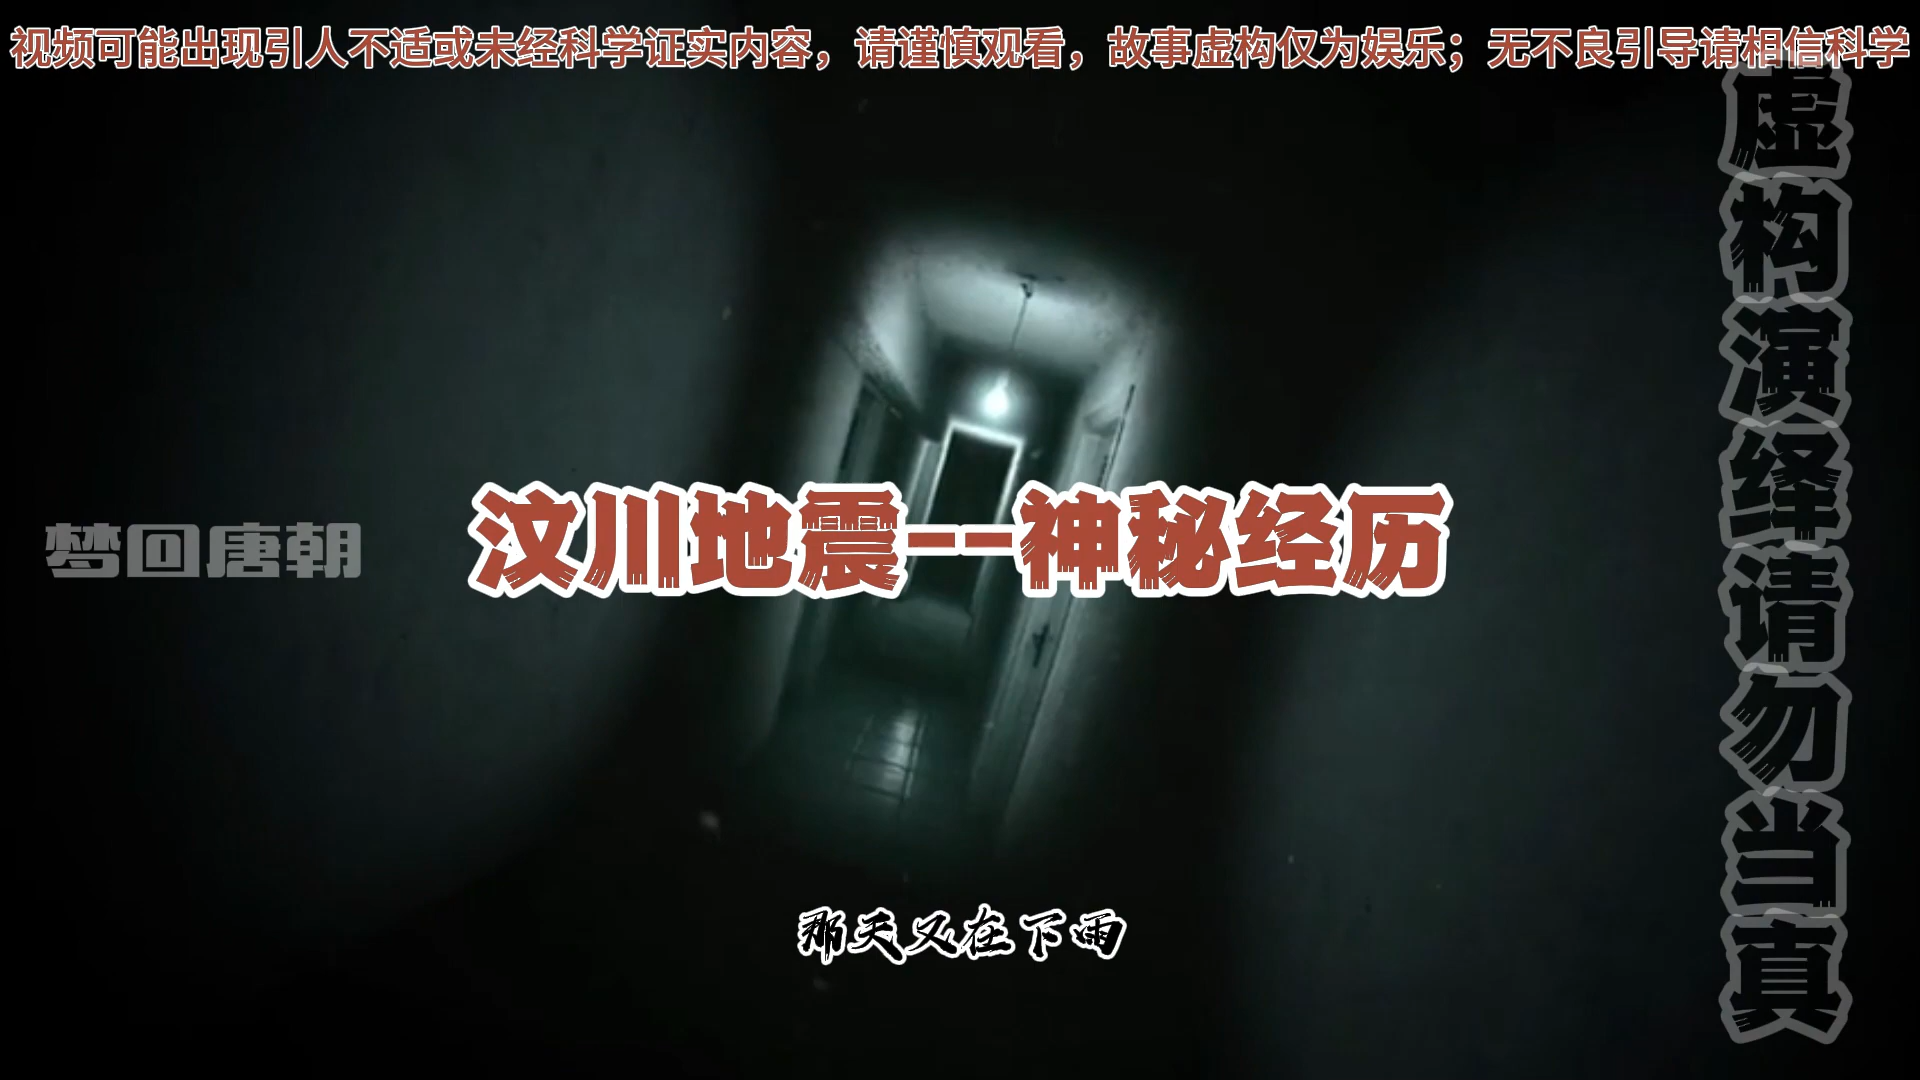 视频可能出现引人不适或未经科学证实内容，请谨慎观看，故事虚构仅为娱乐；无不良引导请相信科学
虚构演绎请勿当真
梦回唐朝
汶川地震--神秘经历
那天又在下雨